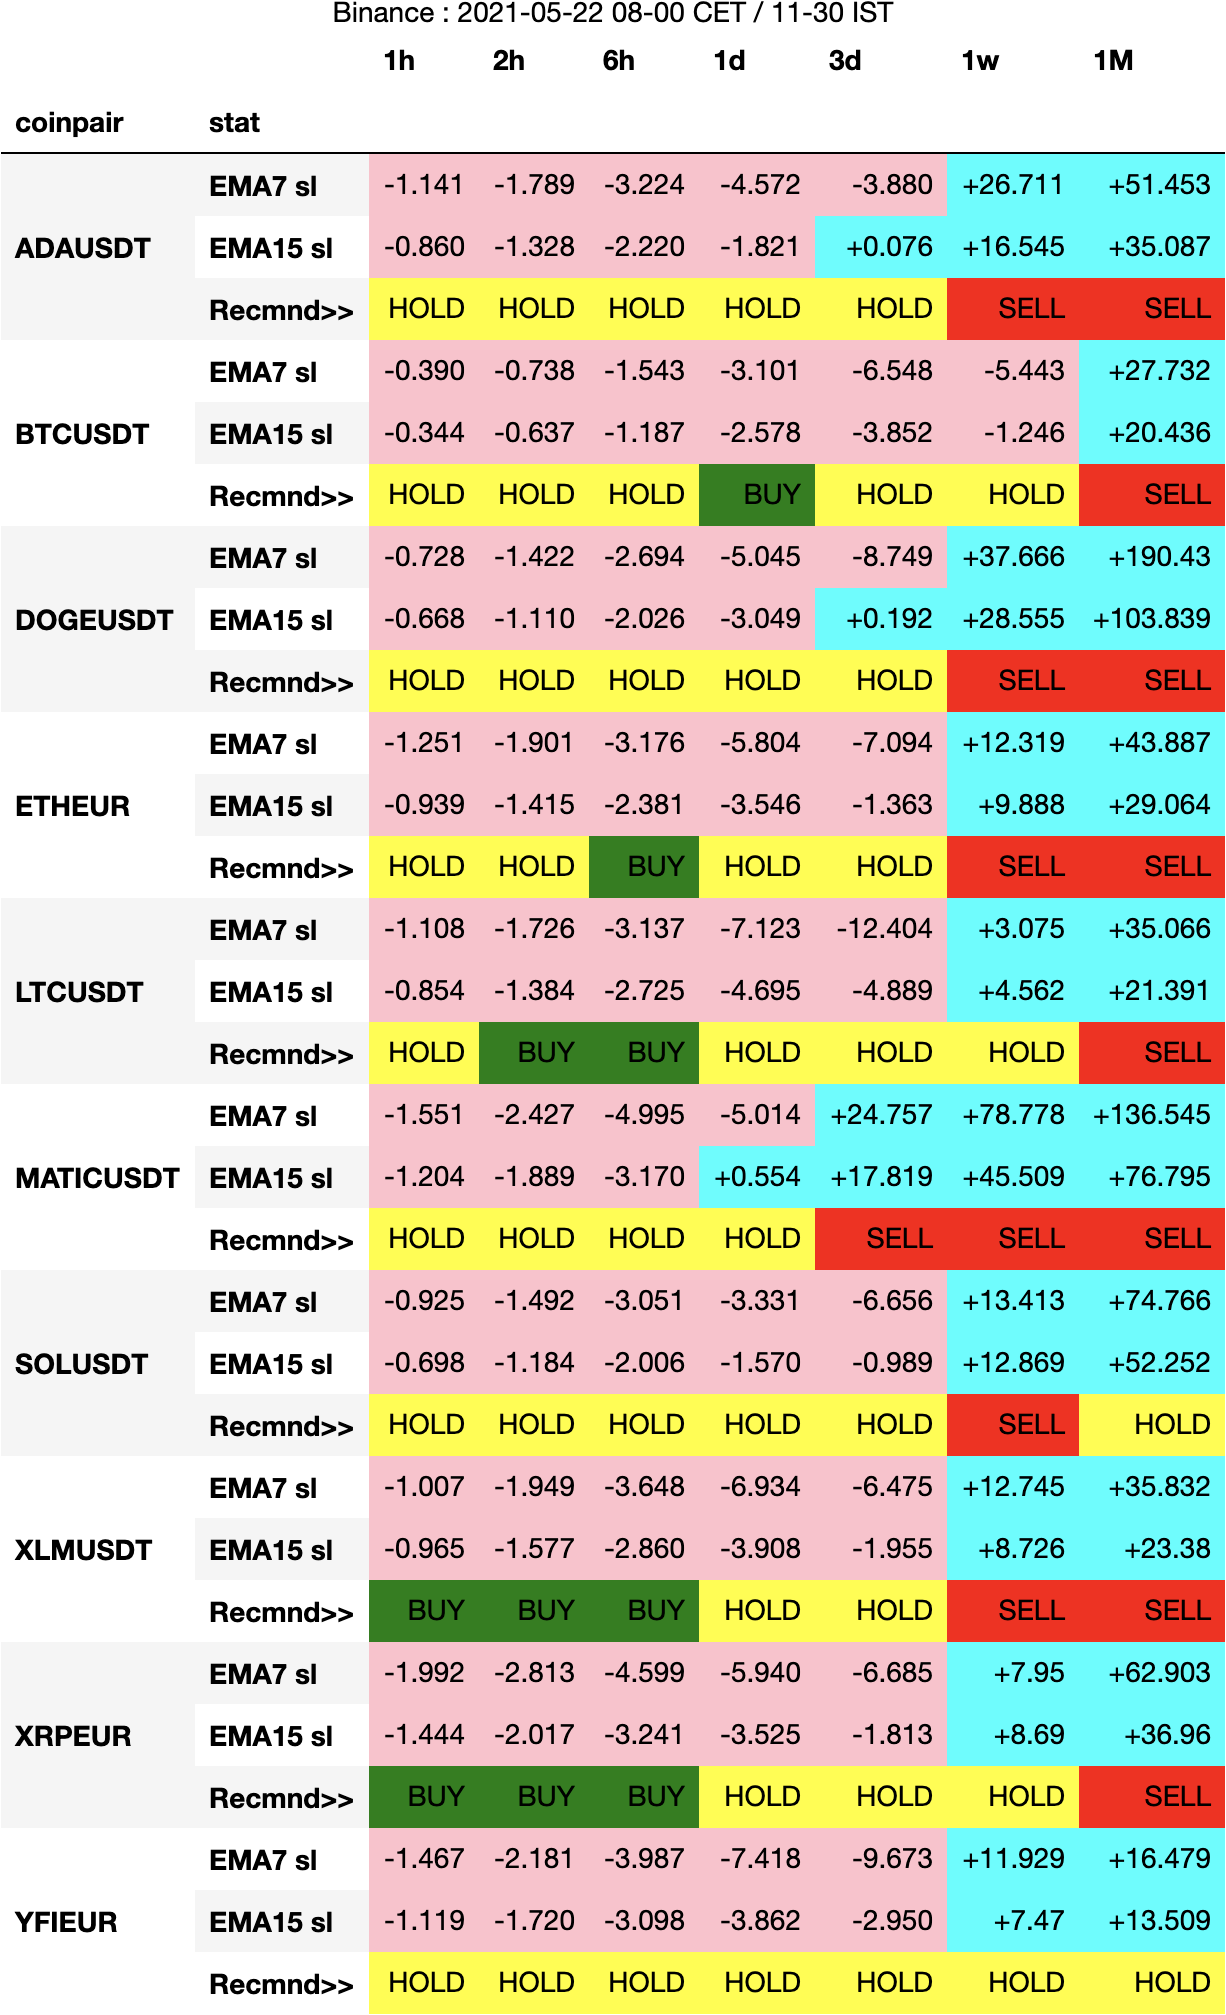 Binance : 2021-05-22 08-00 CET / 11-30 IST
1h 2h 6h 1d 3d 1w 1M
coinpair stat
EMA7 sl -1.141 -1.789 -3.224 -4.572 -3.880 +26.711 +51.453
ADAUSDT EMA15 sl -0.860 -1.328 -2.220 -1.821 +0.076 +16.545 +35.087
Recmnd>> HOLD HOLD HOLD HOLD HOLD SELL SELL
EMA7 sl -0.390 -0.738 -1.543 -3.101 -6.548 -5.443 +27.732
BTCUSDT EMA15 sl -0.344 -0.637 -1.187 -2.578 -3.852 -1.246 +20.436
Recmnd>> HOLD HOLD HOLD BUY HOLD HOLD SELL
EMA7 sl -0.728 -1.422 -2.694 -5.045 -8.749 +37.666 +190.43
DOGEUSDT EMA15 sl -0.668 -1.110 -2.026 -3.049 +0.192 +28.555 +103.839
Recmnd>> HOLD HOLD HOLD HOLD HOLD SELL SELL
EMA7 sl -1.251 -1.901 -3.176 -5.804 -7.094 +12.319 +43.887
ETHEUR EMA15 sl -0.939 -1.415 -2.381 -3.546 -1.363 +9.888 +29.064
Recmnd>> HOLD HOLD BUY HOLD HOLD SELL SELL
EMA7 sl -1.108 -1.726 -3.137 -7.123 -12.404 +3.075 +35.066
LTCUSDT EMA15 sl -0.854 -1.384 -2.725 -4.695 -4.889 +4.562 +21.391
Recmnd>> HOLD BUY BUY HOLD HOLD HOLD SELL
EMA7 sl -1.551 -2.427 -4.995 -5.014 +24.757 +78.778 +136.545
MATICUSDT EMA15 sl -1.204 -1.889 -3.170 +0.554 +17.819 +45.509 +76.795
Recmnd>> HOLD HOLD HOLD HOLD SELL SELL SELL
EMA7 sl -0.925 -1.492 -3.051 -3.331 -6.656 +13.413 +74.766
SOLUSDT EMA15 sl -0.698 -1.184 -2.006 -1.570 -0.989 +12.869 +52.252
Recmnd>> HOLD HOLD HOLD HOLD HOLD SELL HOLD
EMA7 sl -1.007 -1.949 -3.648 -6.934 -6.475 +12.745 +35.832
XLMUSDT EMA15 sl -0.965 -1.577 -2.860 -3.908 -1.955 +8.726 +23.38
Recmnd>> BUY BUY BUY HOLD HOLD SELL SELL
EMA7 sl -1.992 -2.813 -4.599 -5.940 -6.685 +7.95 +62.903
XRPEUR EMA15 sl -1.444 -2.017 -3.241 -3.525 -1.813 +8.69 +36.96
Recmnd>> BUY BUY BUY HOLD HOLD HOLD SELL
EMA7 sl -1.467 -2.181 -3.987 -7.418 -9.673 +11.929 +16.479
YFIEUR EMA15 sl -1.119 -1.720 -3.098 -3.862 -2.950 +7.47 +13.509
Recmnd>> HOLD HOLD HOLD HOLD HOLD HOLD HOLD